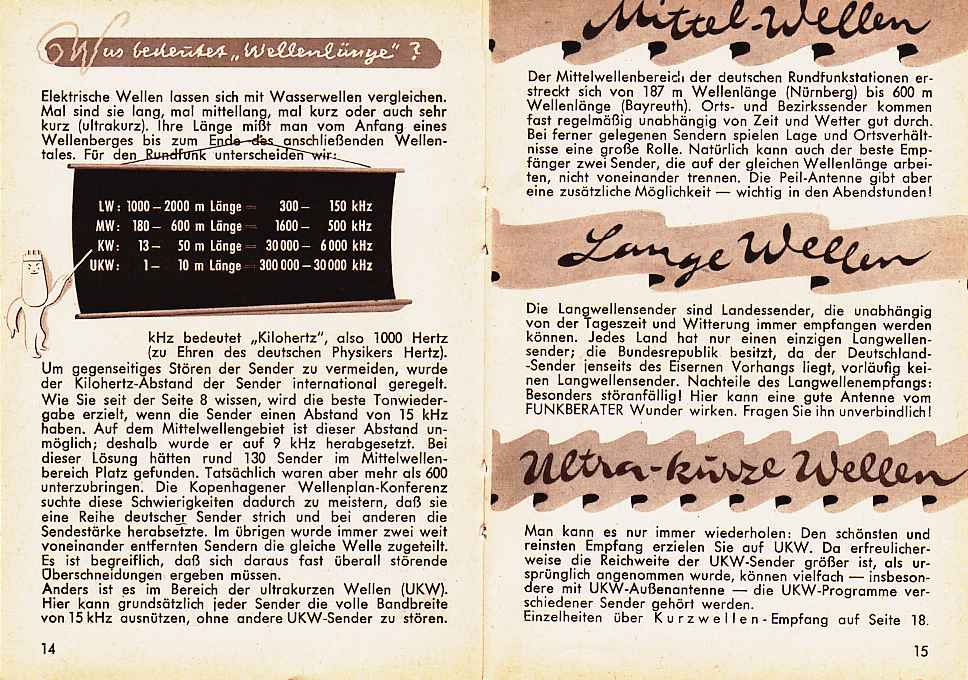 Was bedeutet „Wellenlänge“ ?
Elektrische Wellen lassen sich mit Wasserwellen vergleichen.
Mal sind sie lang, mal mittellang, mal kurz oder auch sehr
kurz (ultrakurz). Ihre Länge mißt man vom Anfang eines
Wellenberges bis zum Ende des anschließenden Wellen-
tales. Für den Rundfunk unterscheiden wir:
LW: 1000 – 2000 m Länge = 300 – 150 kHz
MW: 180 – 600 m Länge = 1600 – 500 kHz
KW: 13 – 50 m Länge = 30 000 – 6 000 kHz
UKW: 1 – 10 m Länge = 300 000 – 30 000 kHz
kHz bedeutet „Kilohertz“, also 1000 Hertz
(zu Ehren des deutschen Physikers Hertz).
Um gegenseitiges Stören der Sender zu vermeiden, wurde
der Kilohertz-Abstand der Sender international geregelt.
Wie Sie seit der Seite 8 wissen, wird die beste Tonwieder-
gabe erzielt, wenn die Sender einen Abstand von 15 kHz
haben. Auf dem Mittelwellengebiet ist dieser Abstand un-
möglich; deshalb wurde er auf 9 kHz herabgesetzt. Bei
dieser Lösung hätten rund 130 Sender im Mittelwellen-
bereich Platz gefunden. Tatsächlich waren aber mehr als 600
unterzubringen. Die Kopenhagener Wellenplan-Konferenz
suchte diese Schwierigkeiten dadurch zu meistern, daß sie
eine Reihe deutscher Sender strich und bei anderen die
Sendestärke herabsetzte. Im übrigen wurde immer zwei weit
voneinander entfernten Sendern die gleiche Welle zugeteilt.
Es ist begreiflich, daß sich daraus fast überall störende
Überschneidungen ergeben müssen.
Anders ist es im Bereich der ultrakurzen Wellen (UKW).
Hier kann grundsätzlich jeder Sender die volle Bandbreite
von 15 kHz ausnützen, ohne andere UKW-Sender zu stören.
14
Mittel-Wellen
Der Mittelwellenbereich der deutschen Rundfunkstationen er-
streckt sich von 187 m Wellenlänge (Nürnberg) bis 600 m
Wellenlänge (Bayreuth). Orts- und Bezirkssender kommen
fast regelmäßig unabhängig von Zeit und Wetter gut durch.
Bei ferner gelegenen Sendern spielen Lage und Ortsverhält-
nisse eine große Rolle. Natürlich kann auch der beste Emp-
fänger zwei Sender, die auf der gleichen Wellenlänge arbei-
ten, nicht voneinander trennen. Die Peil-Antenne gibt aber
eine zusätzliche Möglichkeit — wichtig in den Abendstunden!
Lange Wellen
Die Langwellensender sind Landessender, die unabhängig
von der Tageszeit und Witterung immer empfangen werden
können. Jedes Land hat nur einen einzigen Langwellen-
sender; die Bundesrepublik besitzt, da der Deutschland-
-Sender jenseits des Eisernen Vorhangs liegt, vorläufig kei-
nen Langwellensender. Nachteile des Langwellenempfangs:
Besonders störanfällig! Hier kann eine gute Antenne vom
FUNKBERATER Wunder wirken. Fragen Sie ihn unverbindlich!
Ultra-kurze Wellen
Man kann es nur immer wiederholen: Den schönsten und
reinsten Empfang erzielen Sie auf UKW. Da erfreulicher-
weise die Reichweite der UKW-Sender größer ist, als ur-
sprünglich angenommen wurde, können vielfach — insbeson-
dere mit UKW-Außenantenne — die UKW-Programme ver-
schiedener Sender gehört werden.
Einzelheiten über Kurzwellen-Empfang auf Seite 18.
15